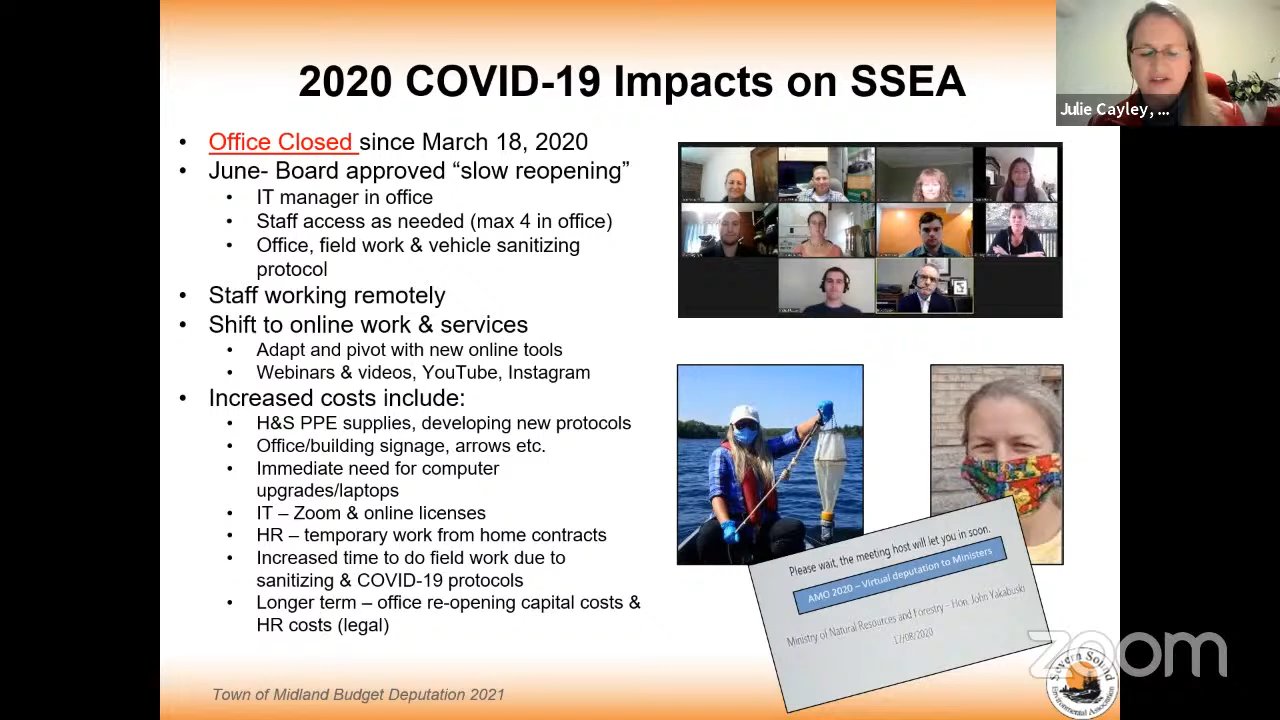 2020 COVID-19 Impacts on SSEA
Julie Cayley, ...
• Office Closed since March 18, 2020
• June- Board approved “slow reopening”
• IT manager in office
• Staff access as needed (max 4 in office)
• Office, field work & vehicle sanitizing
protocol
• Staff working remotely
• Shift to online work & services
• Adapt and pivot with new online tools
• Webinars & videos, YouTube, Instagram
• Increased costs include:
• H&S PPE supplies, developing new protocols
• Office/building signage, arrows etc.
• Immediate need for computer
upgrades/laptops
• IT – Zoom & online licenses
• HR – temporary work from home contracts
• Increased time to do field work due to
sanitizing & COVID-19 protocols
• Longer term – office re-opening capital costs &
HR costs (legal)
Please wait, the meeting host will let you in soon.
AMO 2020 – Virtual deputation to Ministers
Ministry of Natural Resources and Forestry – Hon. John Yakabuski
17/08/2020
zoom
Severn Sound
Environmental Association
Town of Midland Budget Deputation 2021